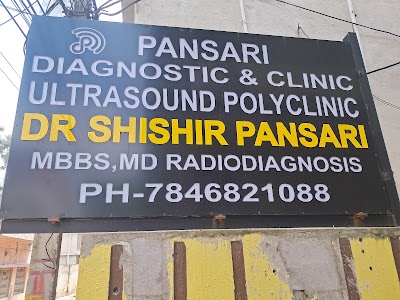 PANSARI
DIAGNOSTIC & CLINIC
ULTRASOUND POLYCLINIC
DR SHISHIR PANSARI
MBBS,MD RADIODIAGNOSIS
PH-7846821088